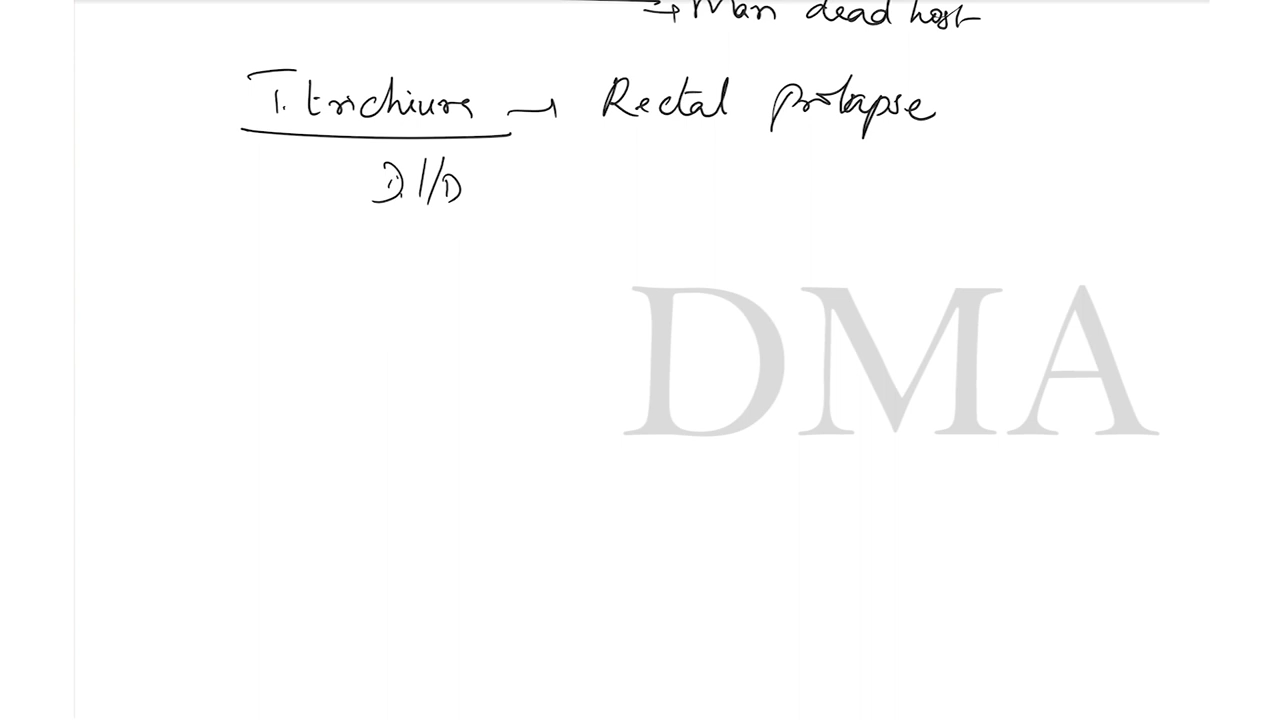 → Man dead host
T. trichiura → Rectal prolapse
D//D
DMA